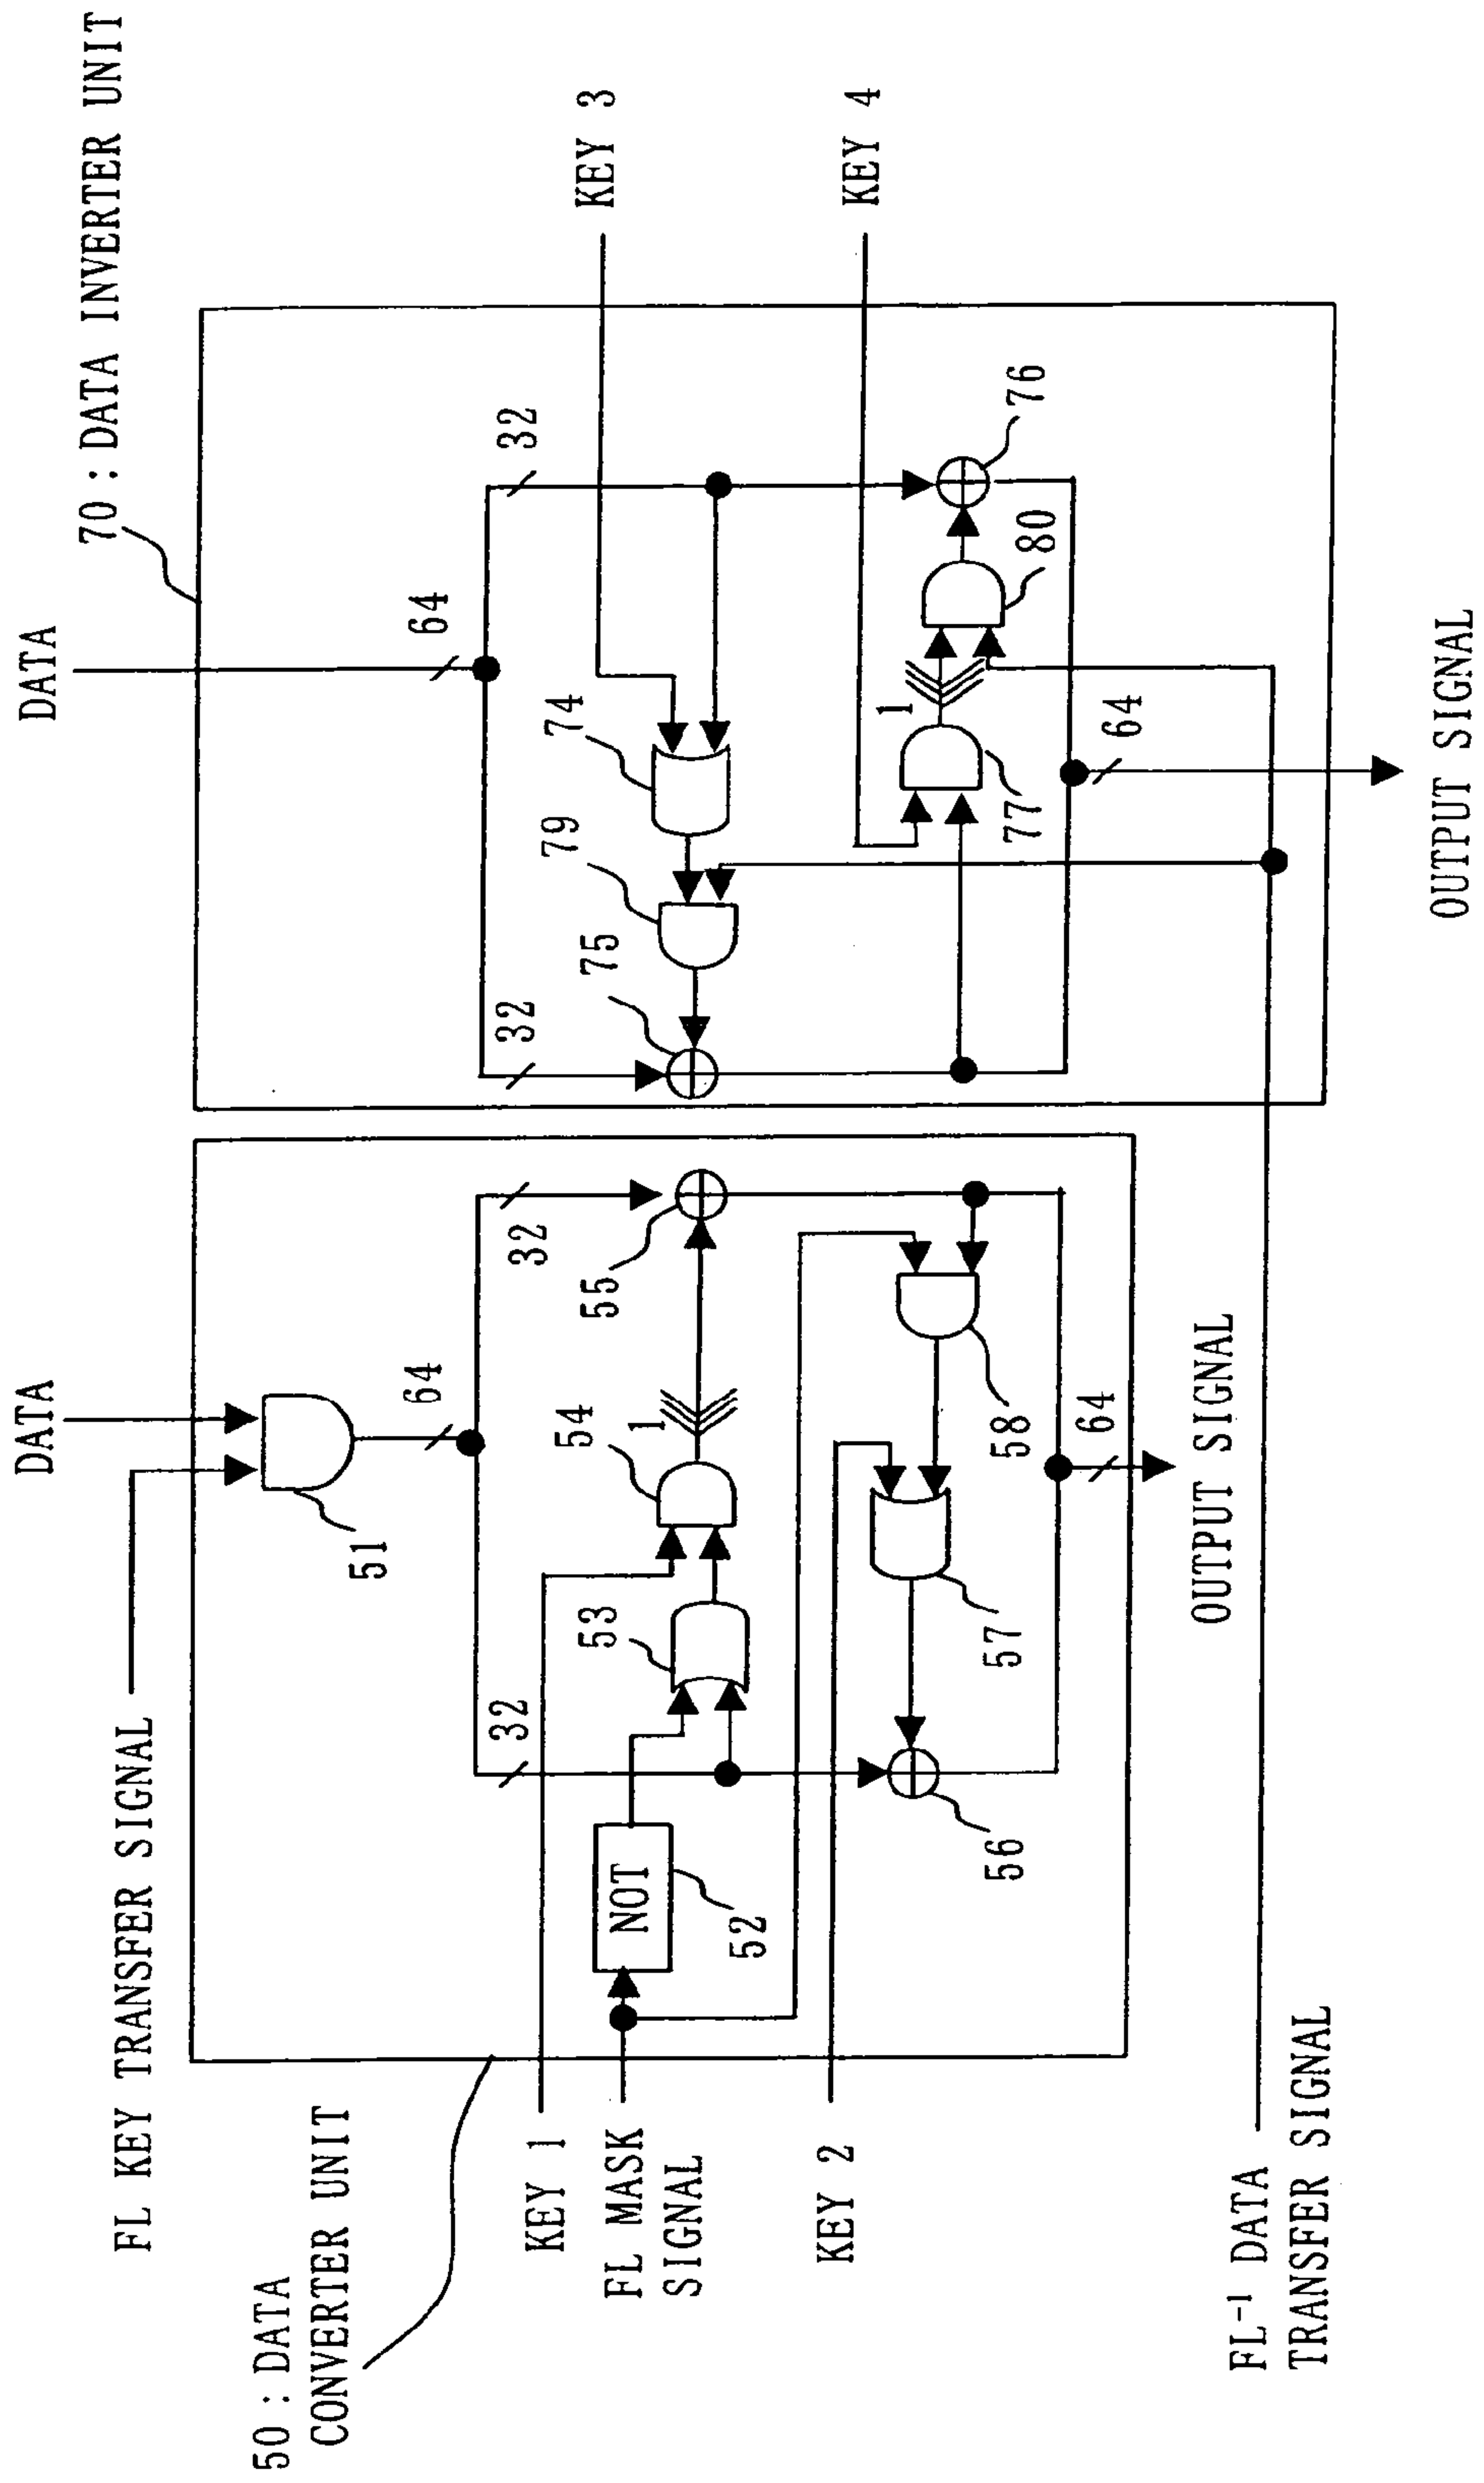 50 : DATA
CONVERTER UNIT
FL KEY TRANSFER SIGNAL
DATA
51
64
32
32
KEY 1
FL MASK
SIGNAL
NOT
52
53
54
1
55
KEY 2
56
57
58
64
OUTPUT SIGNAL
FL-1 DATA
TRANSFER SIGNAL
70 : DATA INVERTER UNIT
DATA
64
32
32
KEY 3
74
79
75
KEY 4
76
80
1
77
64
OUTPUT SIGNAL